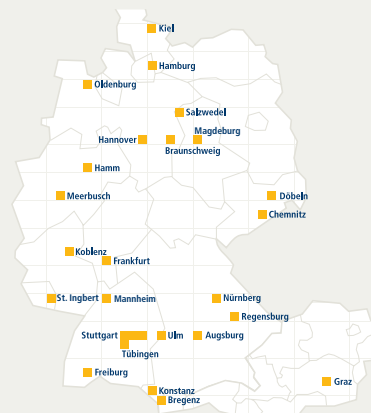 Kiel
Hamburg
Oldenburg
Salzwedel
Magdeburg
Hannover
Braunschweig
Hamm
Meerbusch
Döbeln
Chemnitz
Koblenz
Frankfurt
St. Ingbert
Mannheim
Nürnberg
Regensburg
Stuttgart
Ulm
Augsburg
Tübingen
Freiburg
Graz
Konstanz
Bregenz